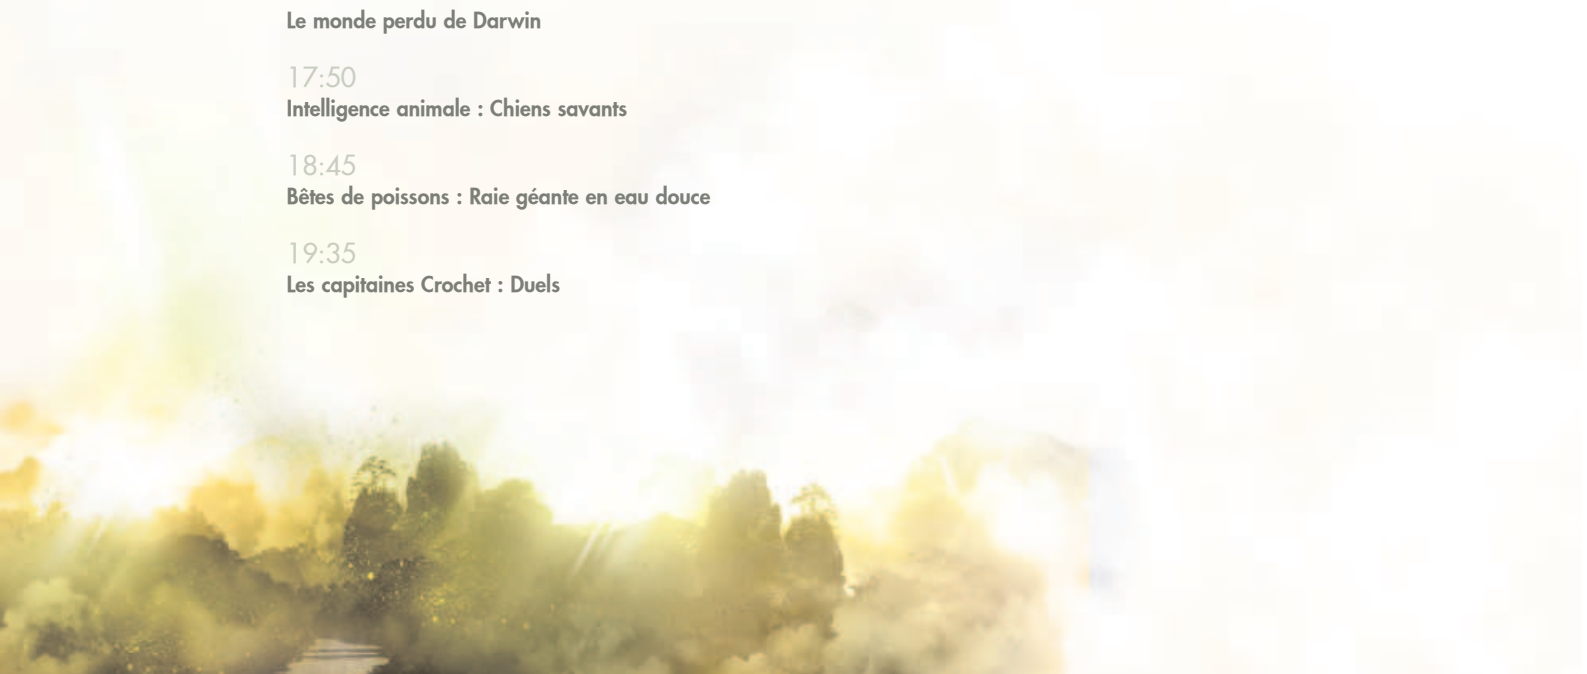 Le monde perdu de Darwin
17:50
Intelligence animale : Chiens savants
18:45
Bêtes de poissons : Raie géante en eau douce
19:35
Les capitaines Crochet : Duels